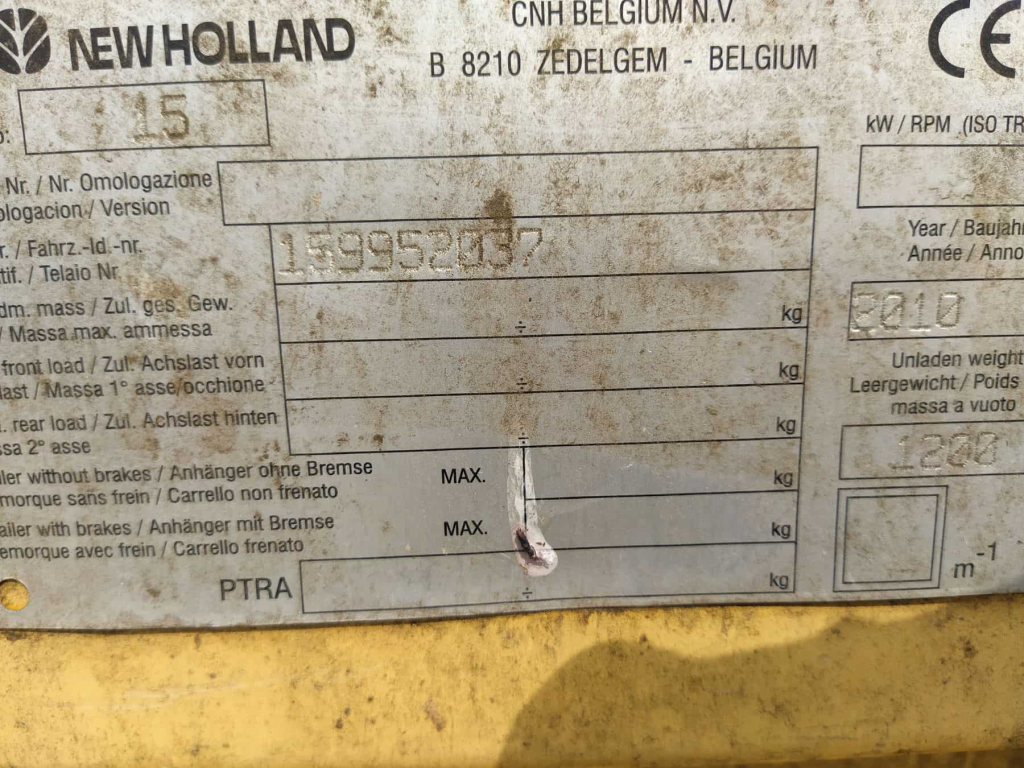 NEW HOLLAND
CNH BELGIUM N.V.
B 8210 ZEDELGEM - BELGIUM
CE
15
kW / RPM (ISO TR
Nr. / Nr. Omologazione
ologacion / Version
r. / Fahrz.-Id.-nr.
tif. / Telaio Nr.
159952037
Year / Baujahr
Année / Anno
2010
dm. mass / Zul. ges. Gew.
/ Massa max. ammessa
÷ kg
front load / Zul. Achslast vorn
last / Massa 1° asse/occhione
÷ kg
Unladen weight
Leergewicht / Poids
massa a vuoto
1200
. rear load / Zul. Achslast hinten
ssa 2° asse
÷ kg
iler without brakes / Anhänger ohne Bremse
emorque sans frein / Carrello non frenato
MAX. kg
ailer with brakes / Anhänger mit Bremse
emorque avec frein / Carrello frenato
MAX. kg
m-1
PTRA ÷ kg